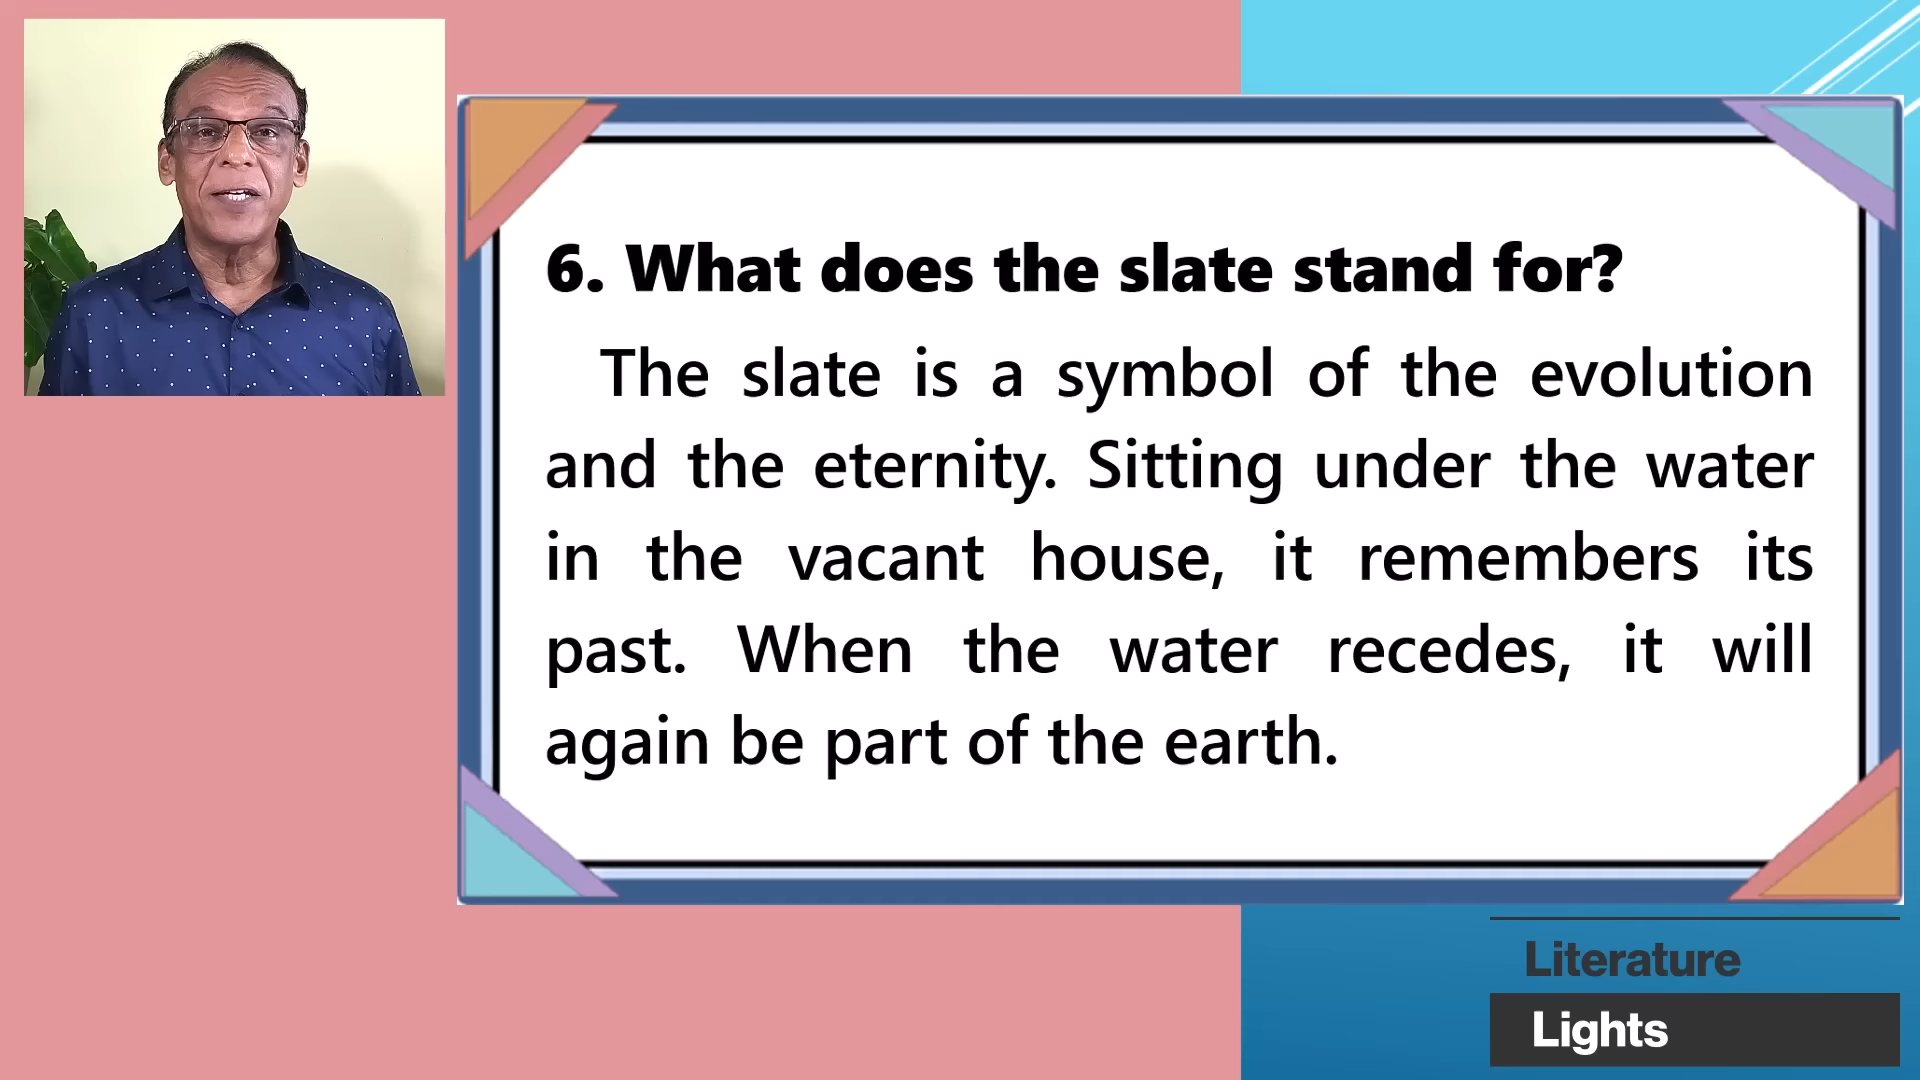 6. What does the slate stand for?
The slate is a symbol of the evolution
and the eternity. Sitting under the water
in the vacant house, it remembers its
past. When the water recedes, it will
again be part of the earth.
Literature
Lights